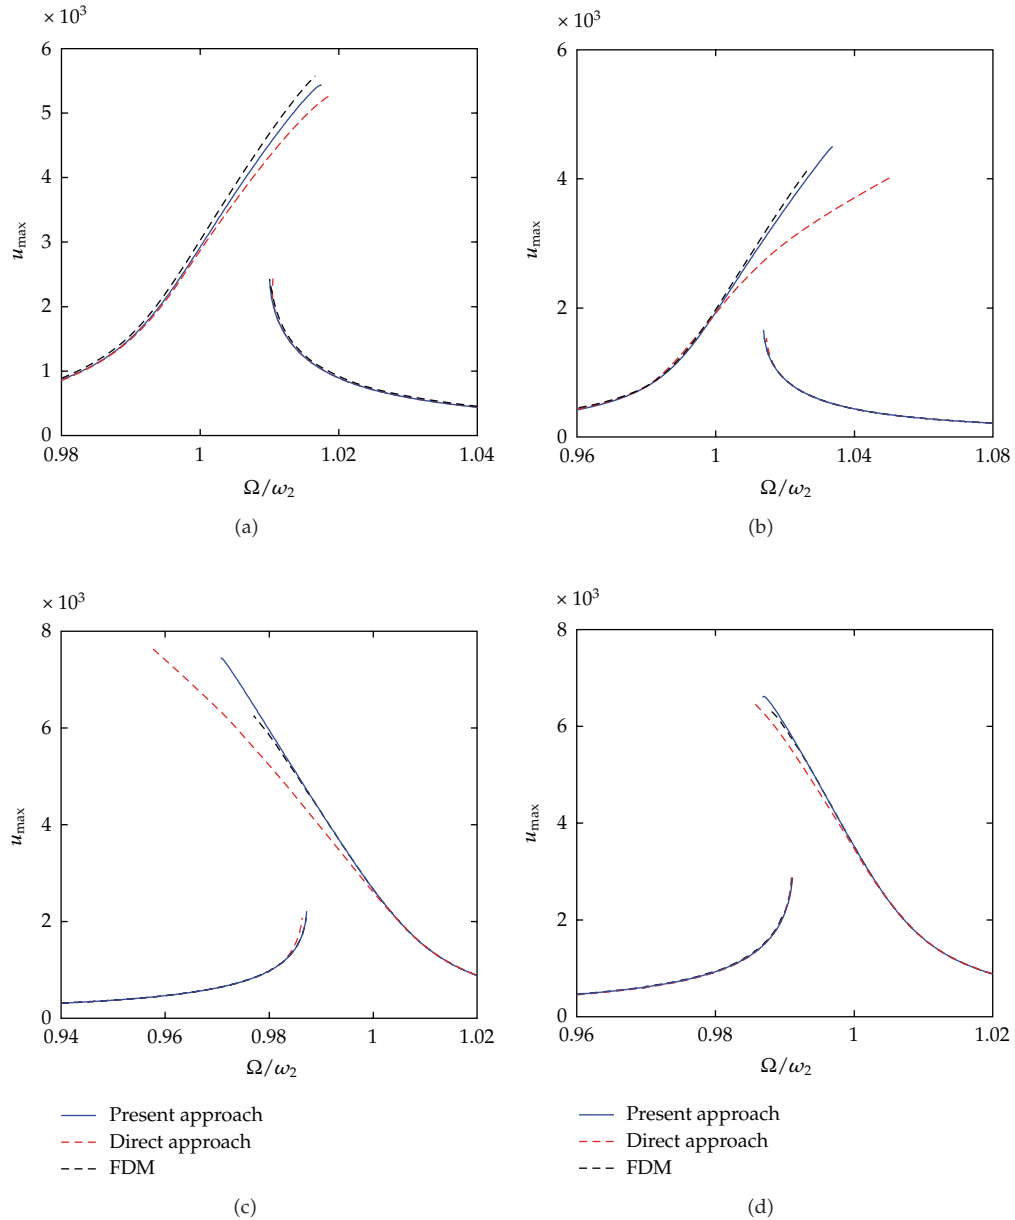 × 10³
6
5
4
3
2
1
0
0.98
1
1.02
1.04
u_max
Ω/ω₂
(a)
× 10³
6
4
2
0
0.96
1
1.04
1.08
u_max
Ω/ω₂
(b)
× 10³
8
6
4
2
0
0.94
0.96
0.98
1
1.02
u_max
Ω/ω₂
Present approach
Direct approach
FDM
(c)
× 10³
8
6
4
2
0
0.96
0.98
1
1.02
u_max
Ω/ω₂
Present approach
Direct approach
FDM
(d)